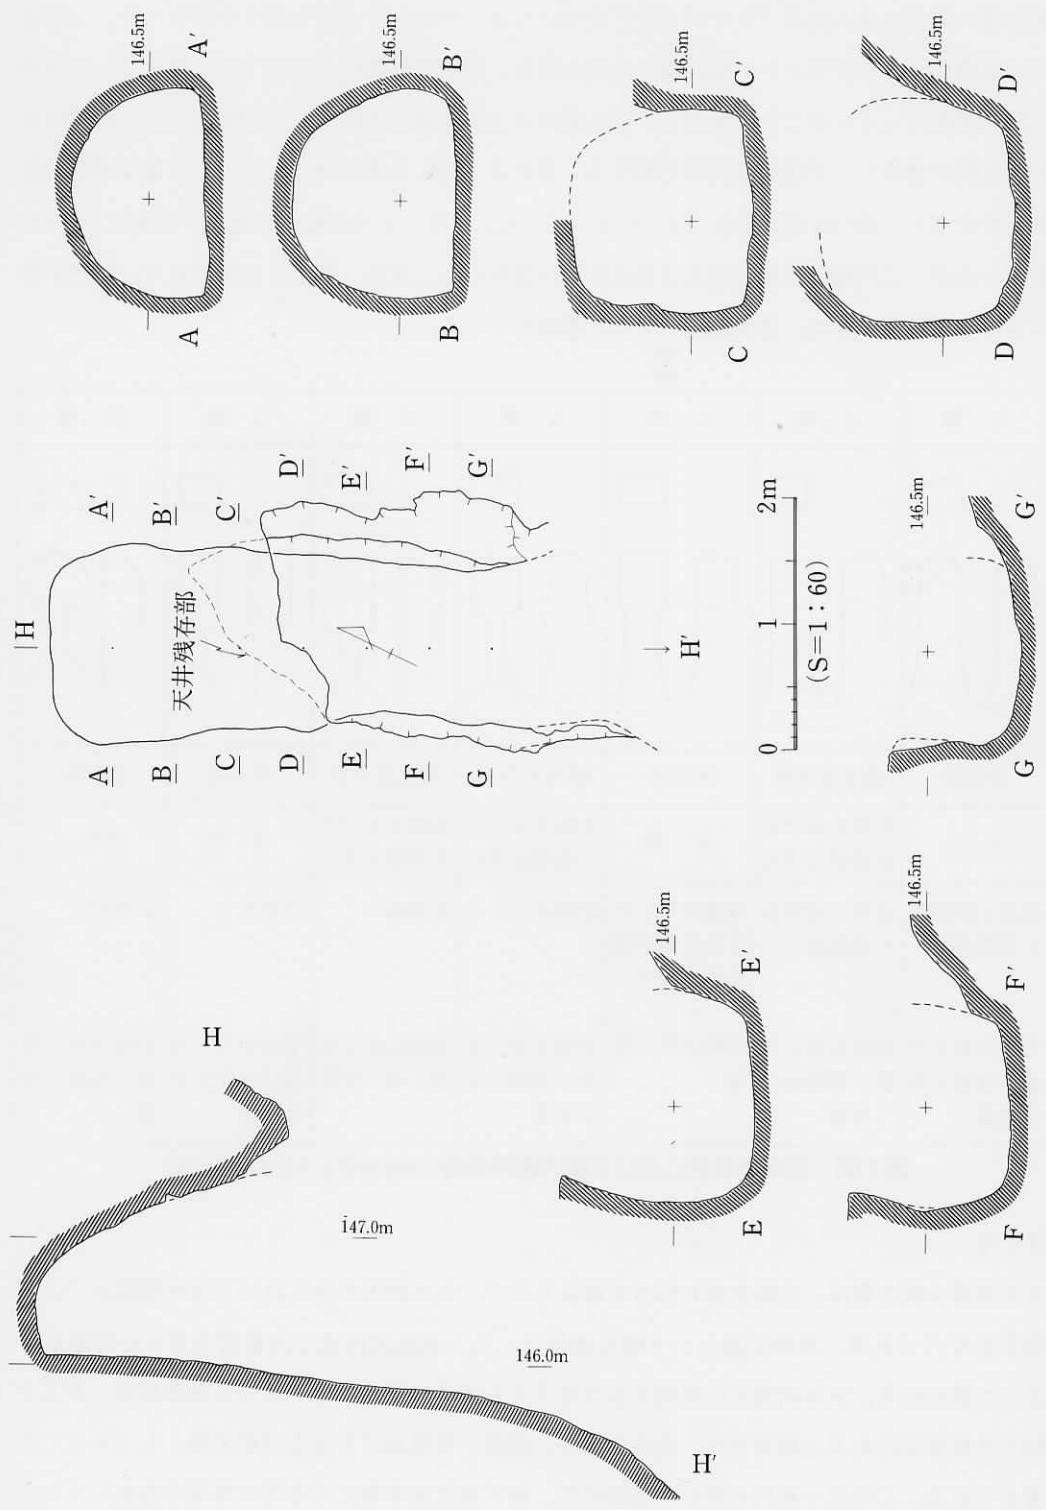 146.5m
A
A′
146.5m
B
B′
146.5m
C
C′
146.5m
D
D′
H
A′
B′
C′
D′
E′
F′
G′
天井残存部
A
B
C
D
E
F
G
H′
0 1 2m
(S=1:60)
146.5m
G
G′
H
147.0m
146.0m
H′
146.5m
E
E′
146.5m
F
F′